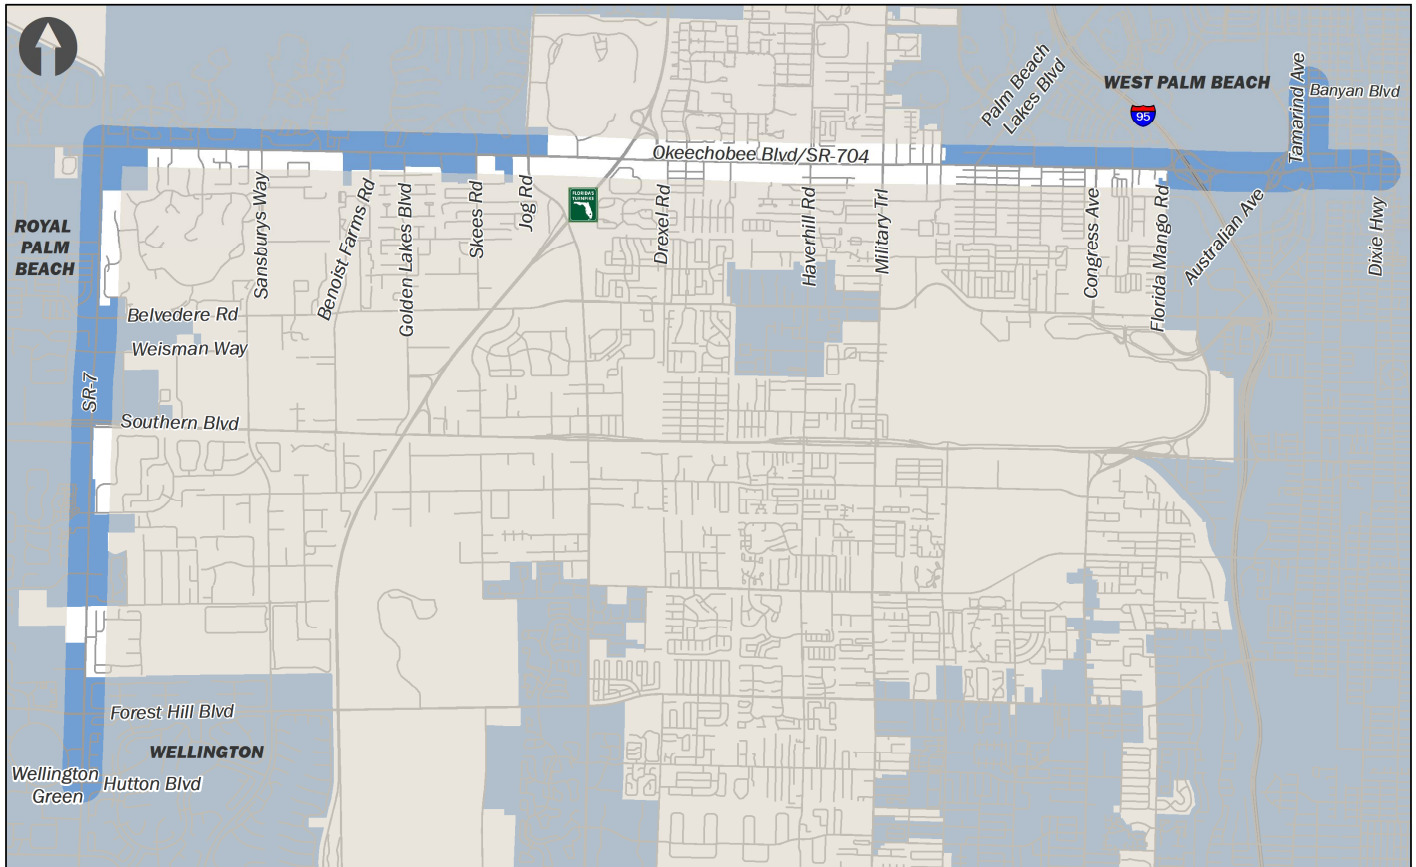 Palm Beach
Lakes Blvd
WEST PALM BEACH
95
Tamarind Ave
Banyan Blvd
Okeechobee Blvd/SR-704
FLORIDA'S
TURNPIKE
ROYAL
PALM
BEACH
Sansburys Way
Benoist Farms Rd
Golden Lakes Blvd
Skees Rd
Jog Rd
Drexel Rd
Haverhill Rd
Military Trl
Congress Ave
Florida Mango Rd
Australian Ave
Dixie Hwy
Belvedere Rd
Weisman Way
SR-7
Southern Blvd
Forest Hill Blvd
WELLINGTON
Wellington
Green
Hutton Blvd